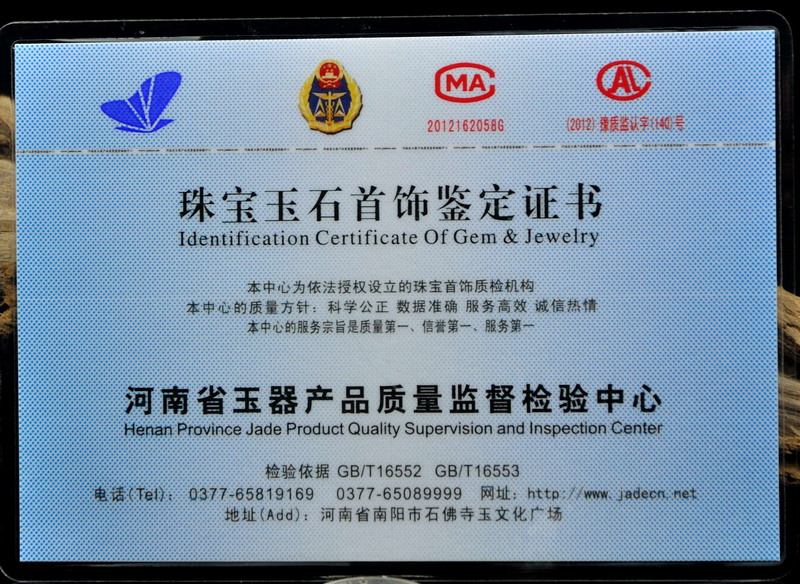 MA
AL
2012162058G
(2012)豫质监认字(140)号
珠宝玉石首饰鉴定证书
Identification Certificate Of Gem & Jewelry
本中心为依法授权设立的珠宝首饰质检机构
本中心的质量方针：科学公正 数据准确 服务高效 诚信热情
本中心的服务宗旨是质量第一、信誉第一、服务第一
河南省玉器产品质量监督检验中心
Henan Province Jade Product Quality Supervision and Inspection Center
检验依据 GB/T16552 GB/T16553
电话(Tel): 0377-65819169 0377-65089999 网址: http://www.jadecn.net
地址(Add): 河南省南阳市石佛寺玉文化广场